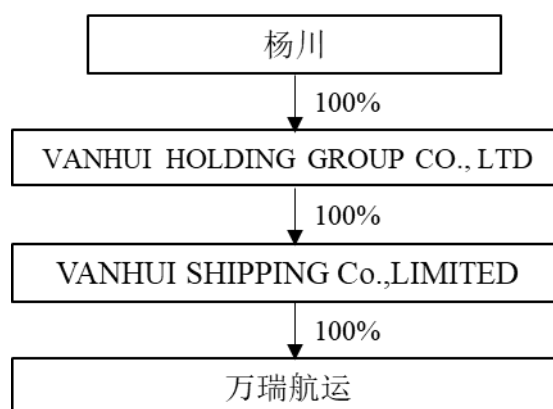 杨川
100%
VANHUI HOLDING GROUP CO., LTD
100%
VANHUI SHIPPING Co.,LIMITED
100%
万瑞航运